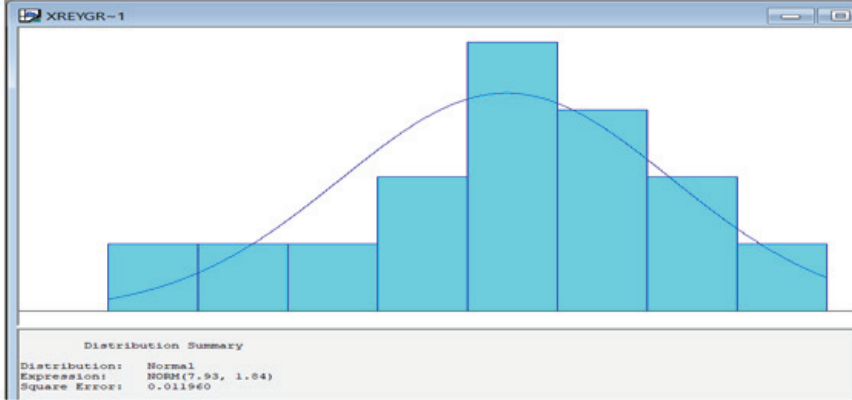 XREYGR~1
Distribution Summary
Distribution: Normal
Expression: NORM(7.93, 1.84)
Square Error: 0.011960